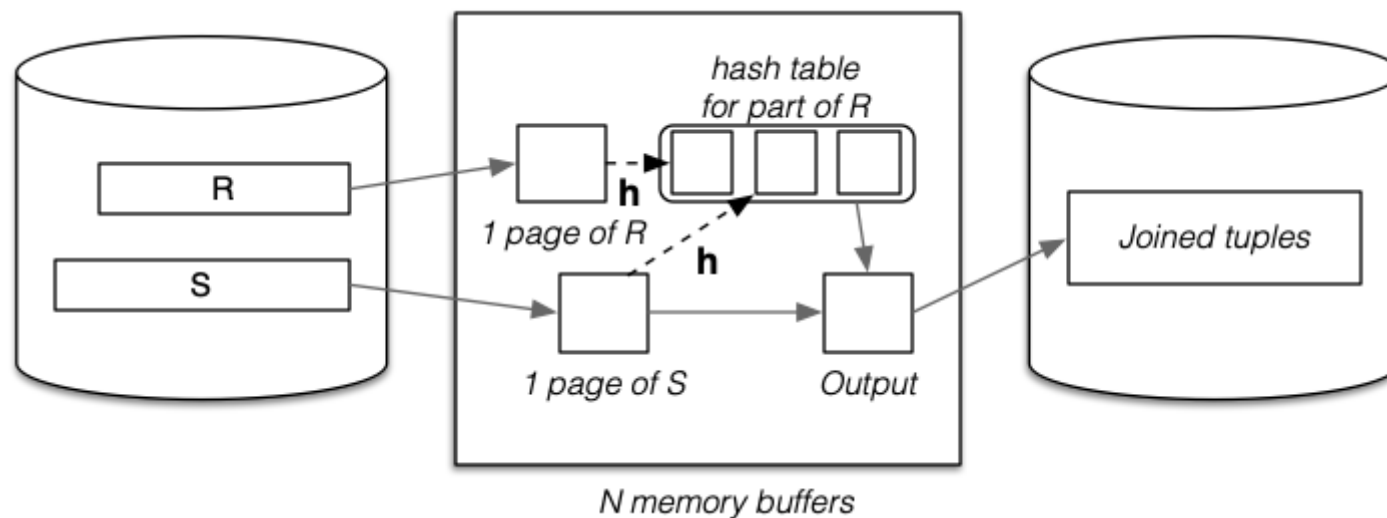 hash table
for part of R
R
h
1 page of R
S
h
1 page of S
Output
Joined tuples
N memory buffers